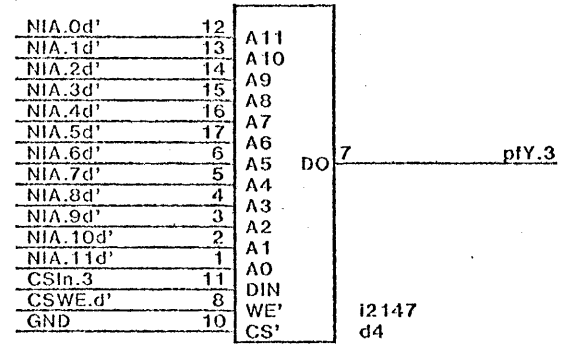 NIA.0d' 12 A11
NIA.1d' 13 A10
NIA.2d' 14 A9
NIA.3d' 15 A8
NIA.4d' 16 A7
NIA.5d' 17 A6
NIA.6d' 6 A5 DO 7 pfY.3
NIA.7d' 5 A4
NIA.8d' 4 A3
NIA.9d' 3 A2
NIA.10d' 2 A1
NIA.11d' 1 A0
CSIn.3 11 DIN
CSWE.d' 8 WE' i2147
GND 10 CS' d4